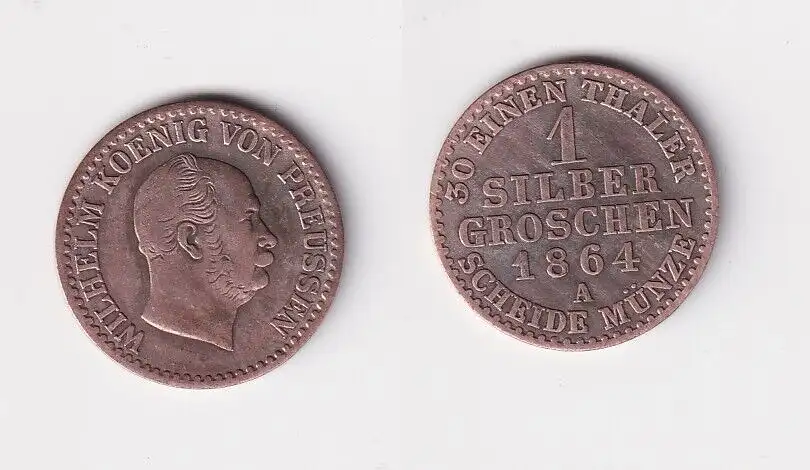 WILHELM KOENIG VON PREUSSEN
30 EINEN THALER
1
SILBER
GROSCHEN
1864
A
SCHEIDE MÜNZE